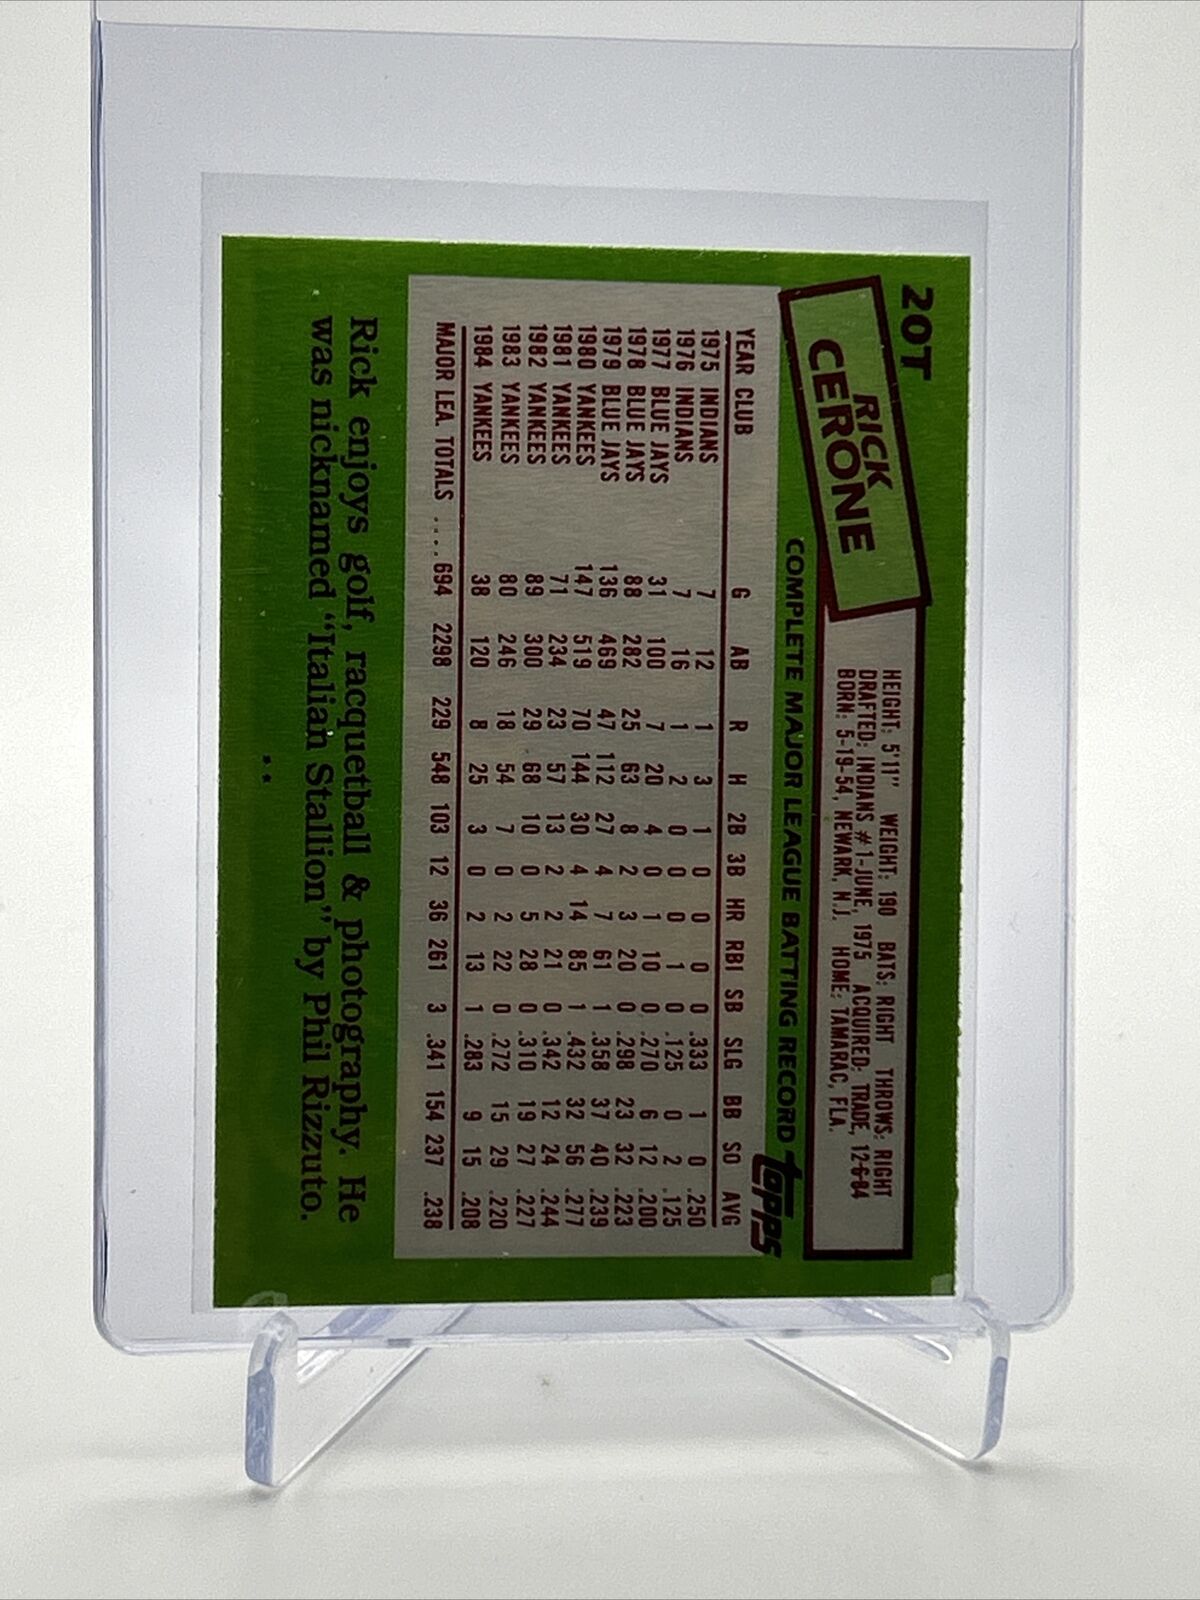 20T
RICK
CERONE
HEIGHT: 5'11" WEIGHT: 190 BATS: RIGHT THROWS: RIGHT
DRAFTED: INDIANS #1-JUNE, 1975 ACQUIRED: TRADE, 12-6-84
BORN: 5-19-54, NEWARK, N.J. HOME: TAMARAC, FLA.
COMPLETE MAJOR LEAGUE BATTING RECORD topps
YEAR CLUB G AB R H 2B 3B HR RBI SB SLG BB SO AVG
1975 INDIANS 7 12 1 3 1 0 0 0 0 .333 1 0 .250
1976 INDIANS 7 16 1 2 0 0 0 1 0 .125 0 2 .125
1977 BLUE JAYS 31 100 7 20 4 0 1 10 0 .270 6 12 .200
1978 BLUE JAYS 88 282 25 63 8 2 3 20 0 .298 23 32 .223
1979 BLUE JAYS 136 469 47 112 27 4 7 61 1 .358 37 40 .239
1980 YANKEES 147 519 70 144 30 4 14 85 1 .432 32 56 .277
1981 YANKEES 71 234 23 57 13 2 2 21 0 .342 12 24 .244
1982 YANKEES 89 300 29 68 10 0 5 28 0 .310 19 27 .227
1983 YANKEES 80 246 18 54 7 0 2 22 0 .272 15 29 .220
1984 YANKEES 38 120 8 25 3 0 2 13 1 .283 9 15 .208
MAJOR LEA. TOTALS .... 694 2298 229 548 103 12 36 261 3 .341 154 237 .238
Rick enjoys golf, racquetball & photography. He
was nicknamed "Italian Stallion" by Phil Rizzuto.
**